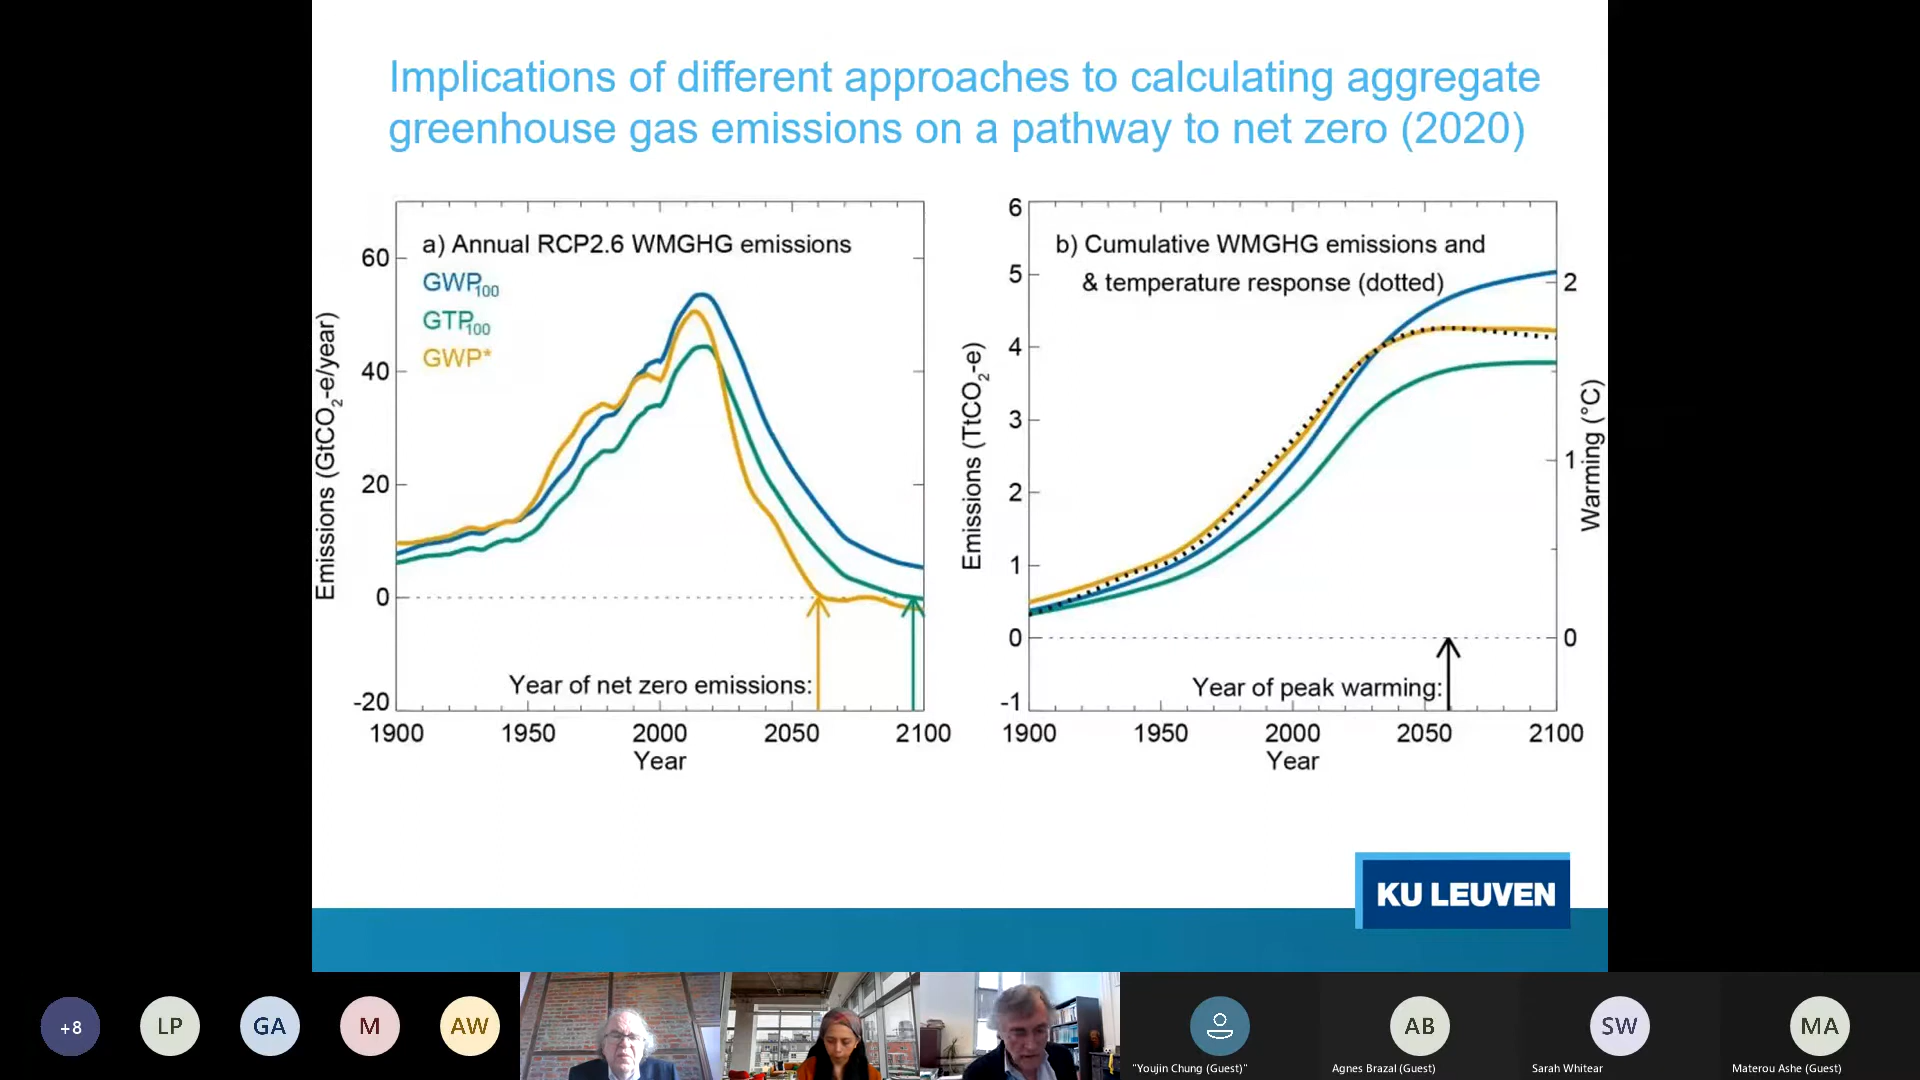 Implications of different approaches to calculating aggregate
greenhouse gas emissions on a pathway to net zero (2020)
a) Annual RCP2.6 WMGHG emissions
GWP100
GTP100
GWP*
60
40
20
0
-20
Emissions (GtCO2-e/year)
Year of net zero emissions:
1900 1950 2000 2050 2100
Year
b) Cumulative WMGHG emissions and
& temperature response (dotted)
6
5
4
3
2
1
0
-1
Emissions (TtCO2-e)
2
1
0
Warming (°C)
Year of peak warming:
1900 1950 2000 2050 2100
Year
KU LEUVEN
+8
LP
GA
M
AW
AB
SW
MA
"Youjin Chung (Guest)"
Agnes Brazal (Guest)
Sarah Whitear
Materou Ashe (Guest)